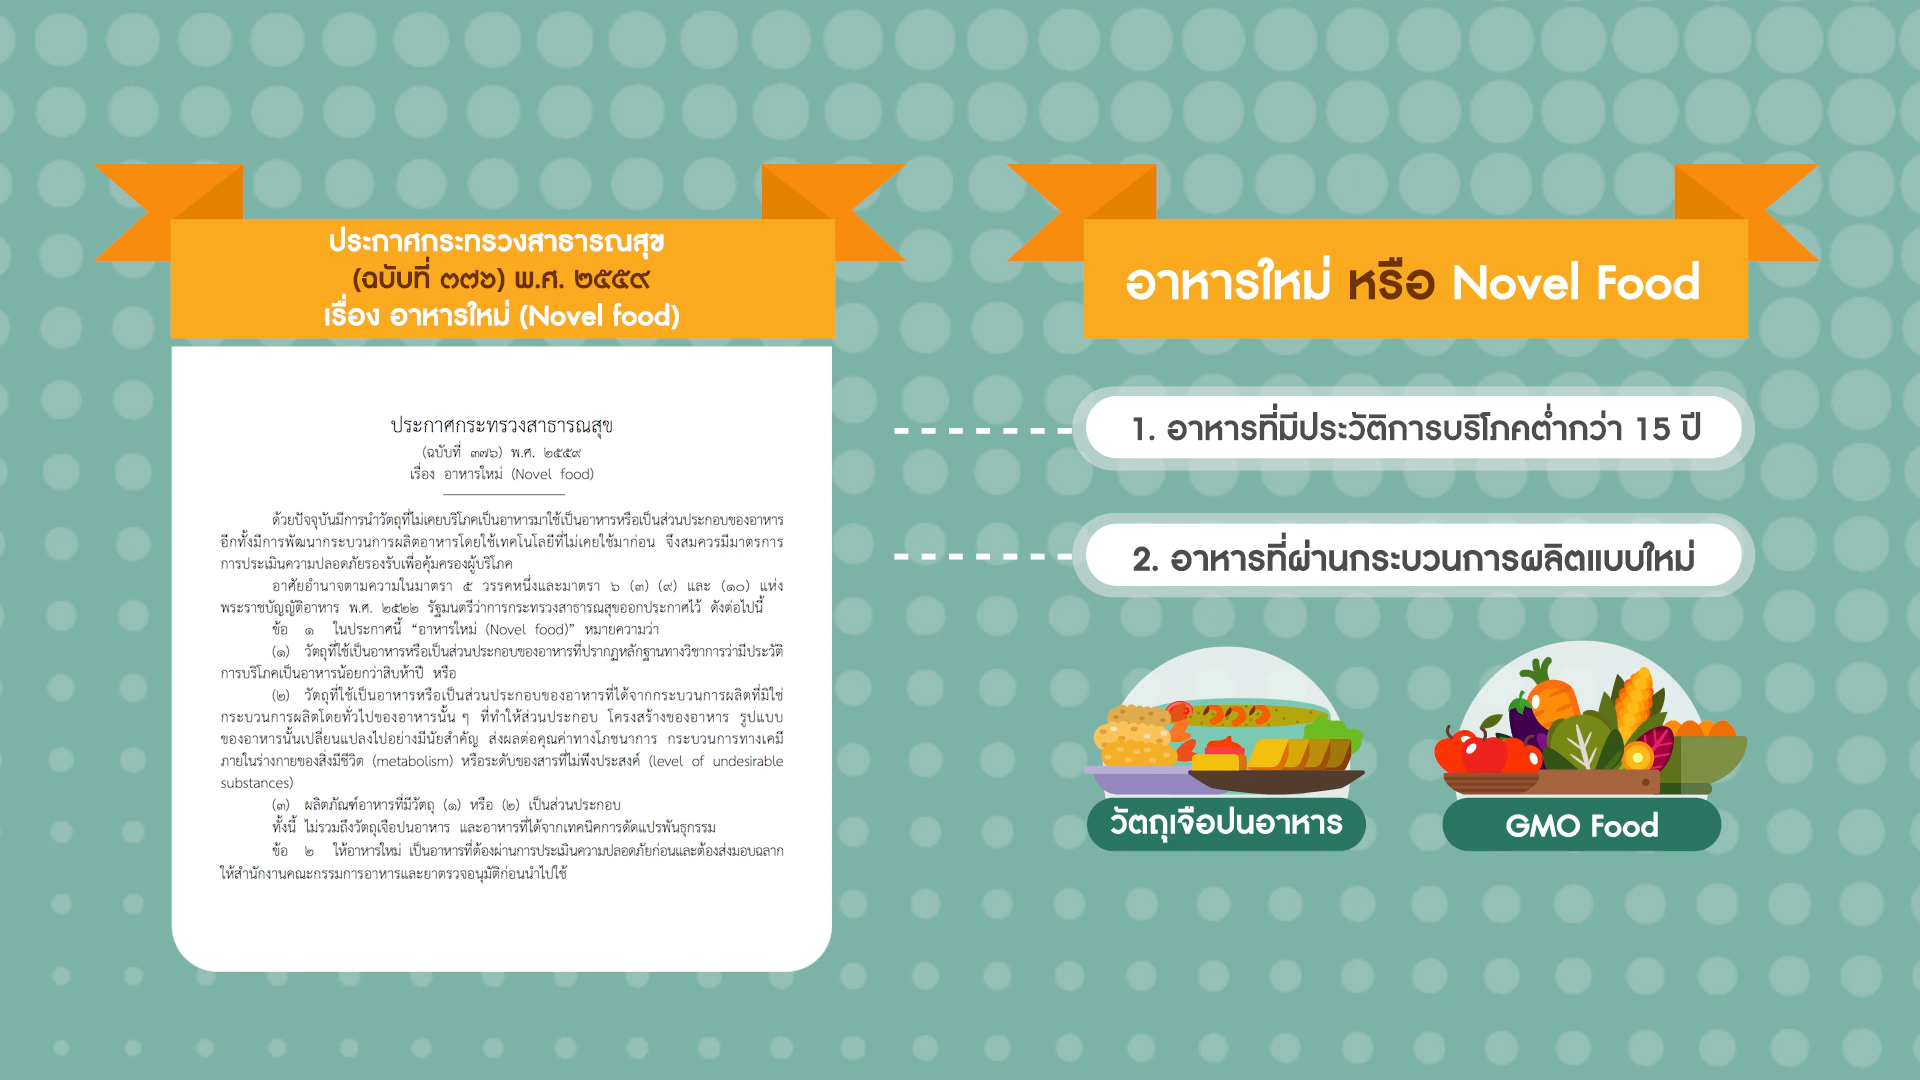 ประกาศกระทรวงสาธารณสุข
(ฉบับที่ ๓๗๖) พ.ศ. ๒๕๕๙
เรื่อง อาหารใหม่ (Novel food)
ประกาศกระทรวงสาธารณสุข
(ฉบับที่ ๓๗๖) พ.ศ. ๒๕๕๙
เรื่อง อาหารใหม่ (Novel food)
ด้วยปัจจุบันมีการนำวัตถุที่ไม่เคยบริโภคเป็นอาหารมาใช้เป็นอาหารหรือเป็นส่วนประกอบของอาหาร
อีกทั้งมีการพัฒนากระบวนการผลิตอาหารโดยใช้เทคโนโลยีที่ไม่เคยใช้มาก่อน จึงสมควรมีมาตรการ
การประเมินความปลอดภัยรองรับเพื่อคุ้มครองผู้บริโภค
อาศัยอำนาจตามความในมาตรา ๕ วรรคหนึ่งและมาตรา ๖ (๓) (๙) และ (๑๐) แห่ง
พระราชบัญญัติอาหาร พ.ศ. ๒๕๒๒ รัฐมนตรีว่าการกระทรวงสาธารณสุขออกประกาศไว้ ดังต่อไปนี้
ข้อ ๑ ในประกาศนี้ “อาหารใหม่ (Novel food)” หมายความว่า
(๑) วัตถุที่ใช้เป็นอาหารหรือเป็นส่วนประกอบของอาหารที่ปรากฏหลักฐานทางวิชาการว่ามีประวัติ
การบริโภคเป็นอาหารน้อยกว่าสิบห้าปี หรือ
(๒) วัตถุที่ใช้เป็นอาหารหรือเป็นส่วนประกอบของอาหารที่ได้จากกระบวนการผลิตที่มิใช่
กระบวนการผลิตโดยทั่วไปของอาหารนั้น ๆ ที่ทำให้ส่วนประกอบ โครงสร้างของอาหาร รูปแบบ
ของอาหารนั้นเปลี่ยนแปลงไปอย่างมีนัยสำคัญ ส่งผลต่อคุณค่าทางโภชนาการ กระบวนการทางเคมี
ภายในร่างกายของสิ่งมีชีวิต (metabolism) หรือระดับของสารที่ไม่พึงประสงค์ (level of undesirable
substances)
(๓) ผลิตภัณฑ์อาหารที่มีวัตถุ (๑) หรือ (๒) เป็นส่วนประกอบ
ทั้งนี้ ไม่รวมถึงวัตถุเจือปนอาหาร และอาหารที่ได้จากเทคนิคการดัดแปรพันธุกรรม
ข้อ ๒ ให้อาหารใหม่ เป็นอาหารที่ต้องผ่านการประเมินความปลอดภัยก่อนและต้องส่งมอบฉลาก
ให้สำนักงานคณะกรรมการอาหารและยาตรวจอนุมัติก่อนนำไปใช้
อาหารใหม่ หรือ Novel Food
1. อาหารที่มีประวัติการบริโภคต่ำกว่า 15 ปี
2. อาหารที่ผ่านกระบวนการผลิตแบบใหม่
วัตถุเจือปนอาหาร
GMO Food